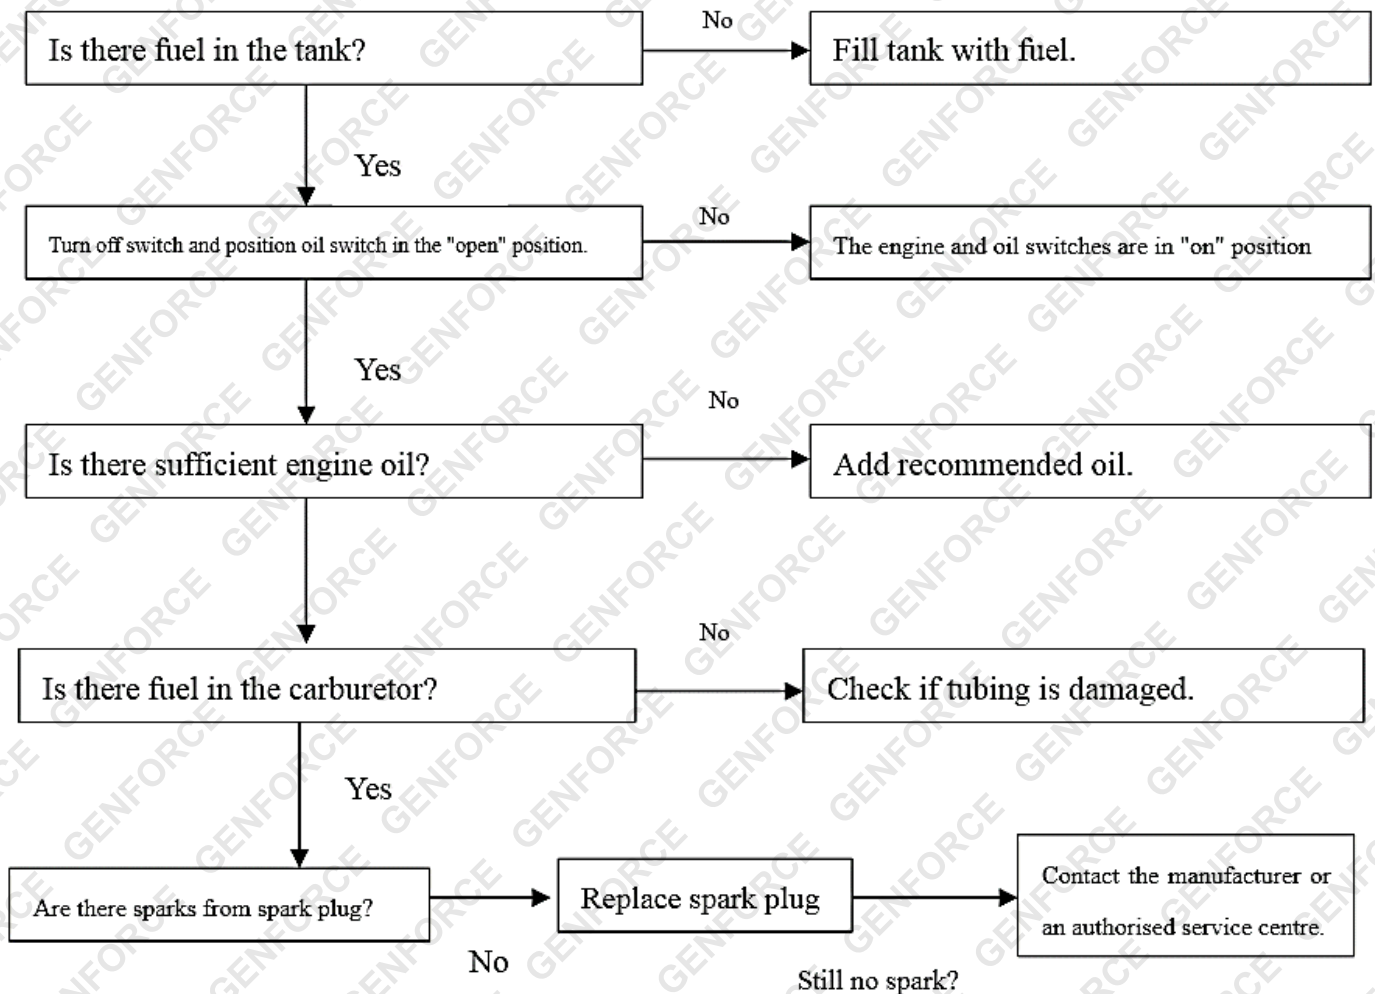 No
Is there fuel in the tank?
Fill tank with fuel.
Yes
No
Turn off switch and position oil switch in the "open" position.
The engine and oil switches are in "on" position
Yes
No
Is there sufficient engine oil?
Add recommended oil.
No
Is there fuel in the carburetor?
Check if tubing is damaged.
Yes
Are there sparks from spark plug?
Replace spark plug
Contact the manufacturer or
an authorised service centre.
No
Still no spark?
GENFORCE